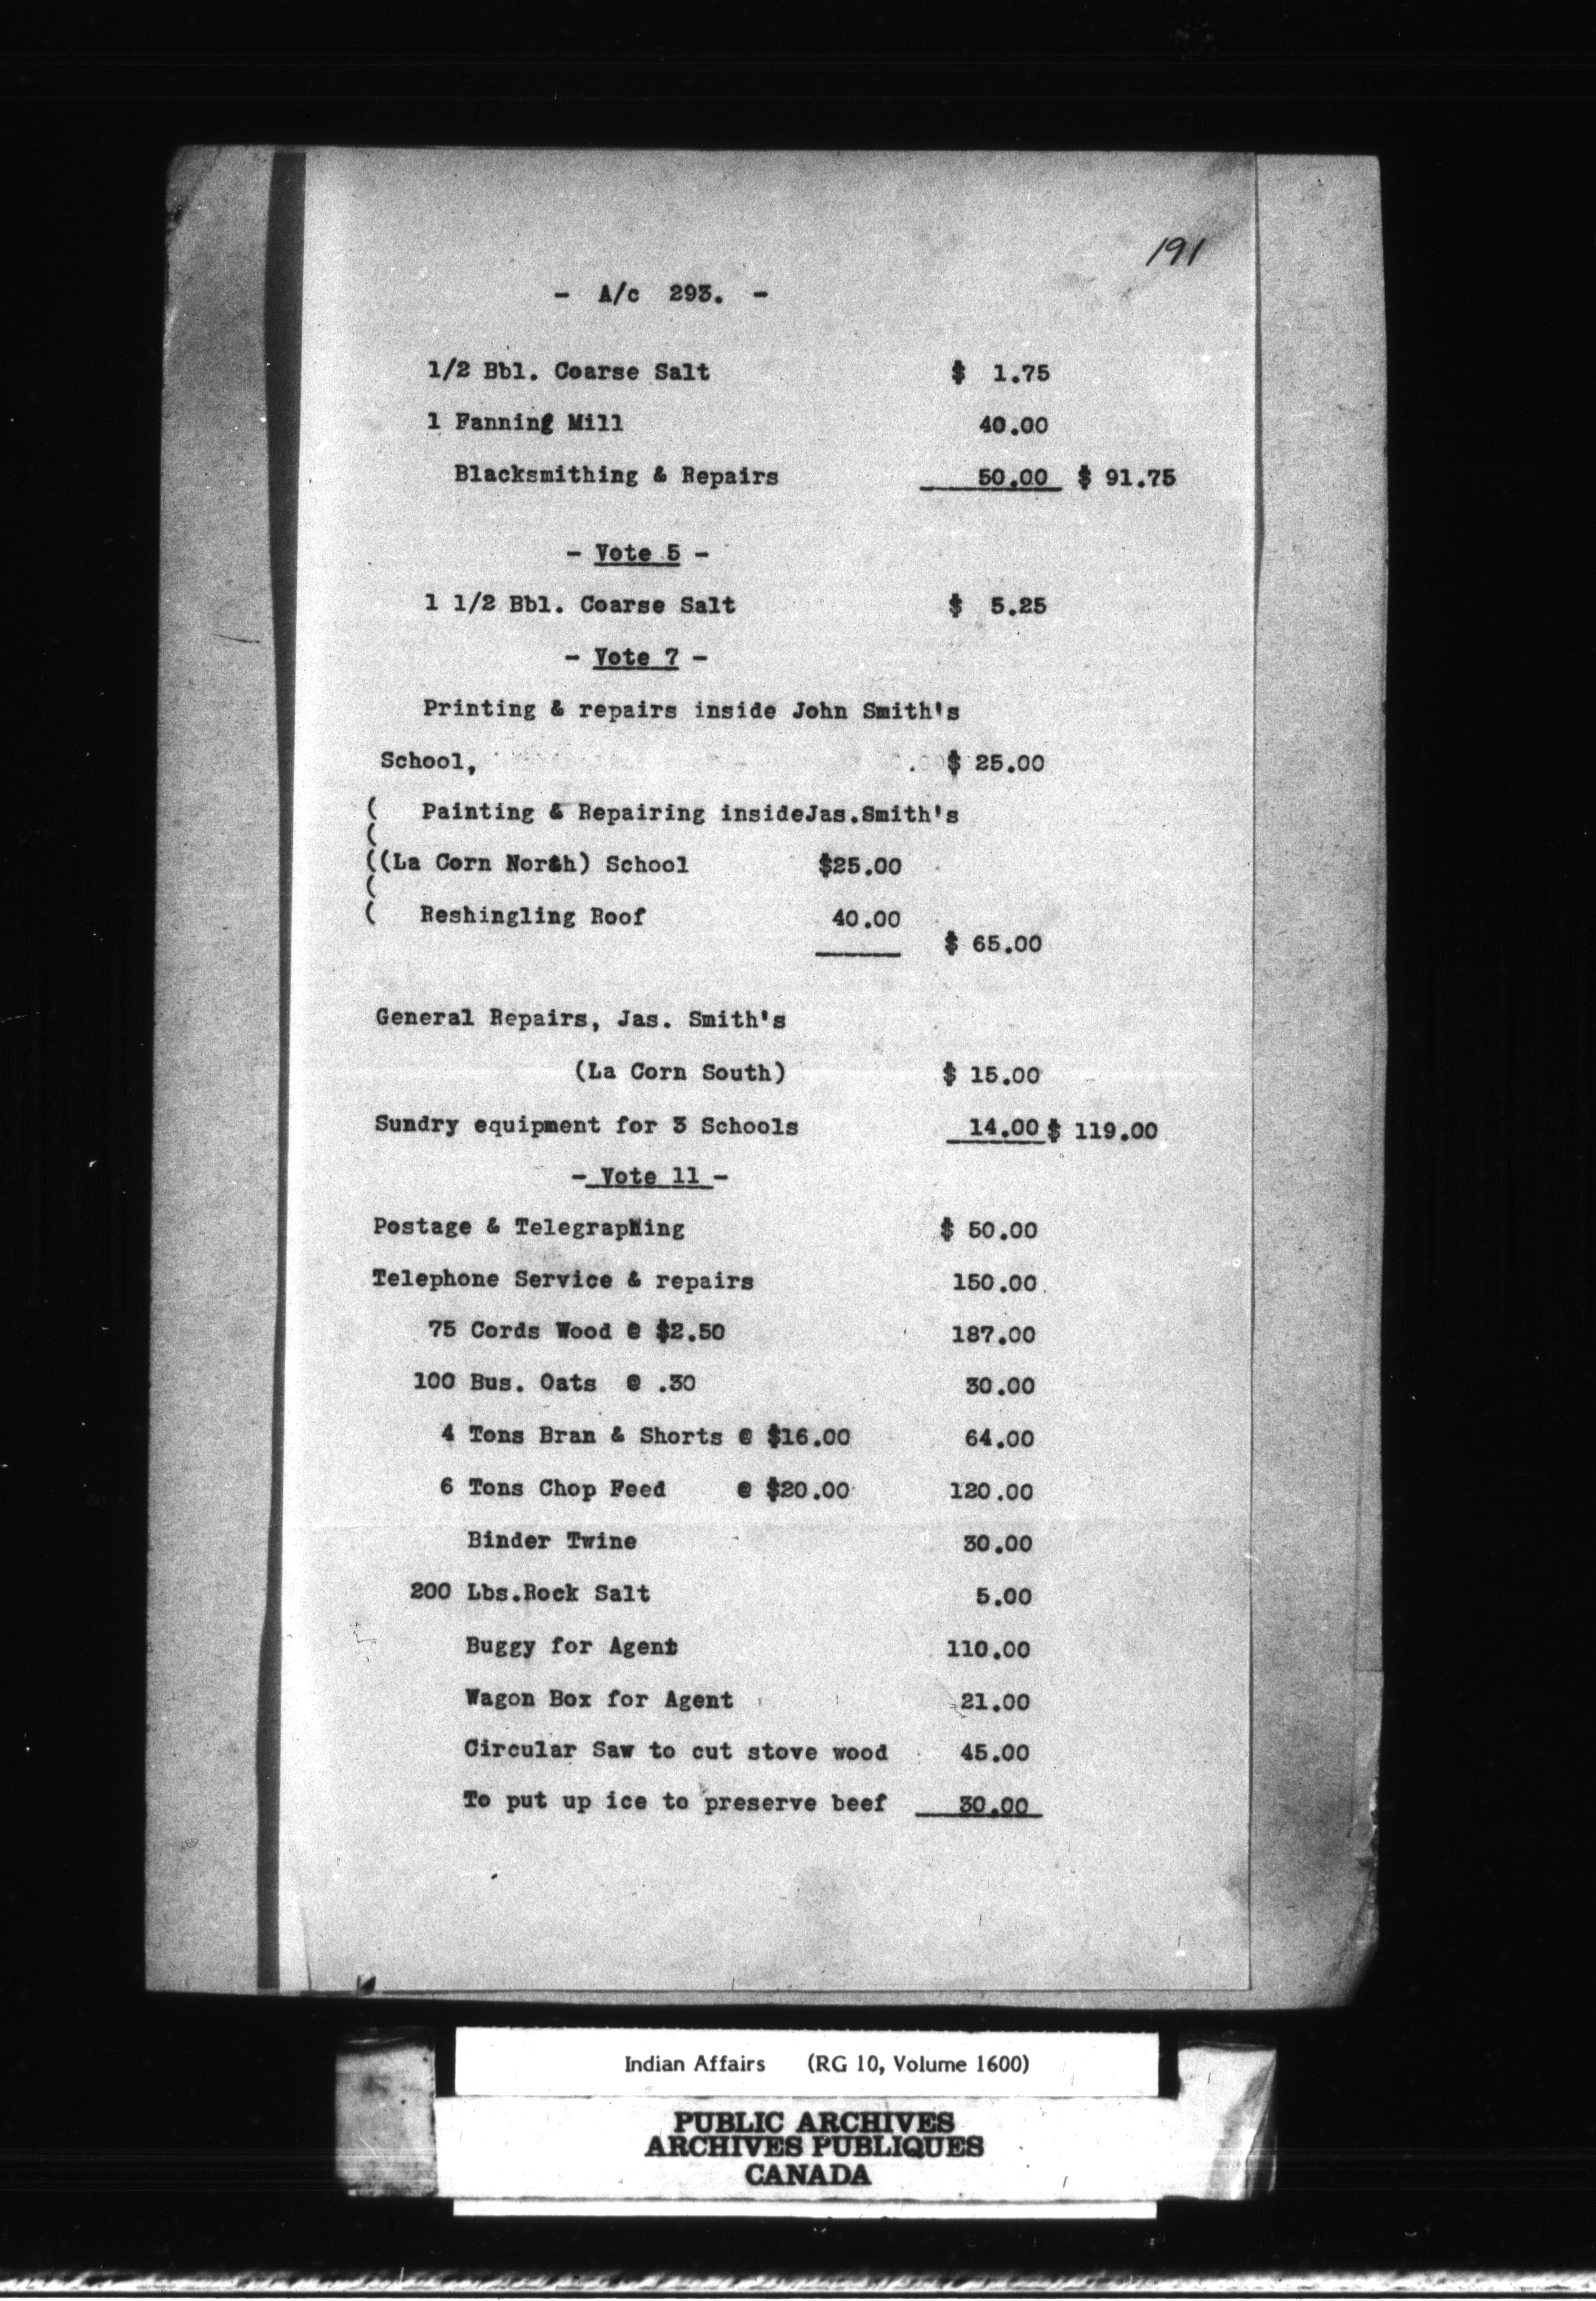 191
- A/c 293. -
1/2 Bbl. Coarse Salt $ 1.75
1 Fanning Mill 40.00
Blacksmithing & Repairs 50.00 $ 91.75
- Vote 5 -
1 1/2 Bbl. Coarse Salt $ 5.25
- Vote 7 -
Printing & repairs inside John Smith's
School, $ 25.00
( Painting & Repairing insideJas.Smith's
(
((La Corn North) School $25.00
(
( Reshingling Roof 40.00
$ 65.00
General Repairs, Jas. Smith's
(La Corn South) $ 15.00
Sundry equipment for 3 Schools 14.00 $ 119.00
- Vote 11 -
Postage & Telegraphing $ 50.00
Telephone Service & repairs 150.00
75 Cords Wood @ $2.50 187.00
100 Bus. Oats @ .30 30.00
4 Tons Bran & Shorts @ $16.00 64.00
6 Tons Chop Feed @ $20.00 120.00
Binder Twine 30.00
200 Lbs.Rock Salt 5.00
Buggy for Agent 110.00
Wagon Box for Agent 21.00
Circular Saw to cut stove wood 45.00
To put up ice to preserve beef 30.00
Indian Affairs (RG 10, Volume 1600)
PUBLIC ARCHIVES
ARCHIVES PUBLIQUES
CANADA